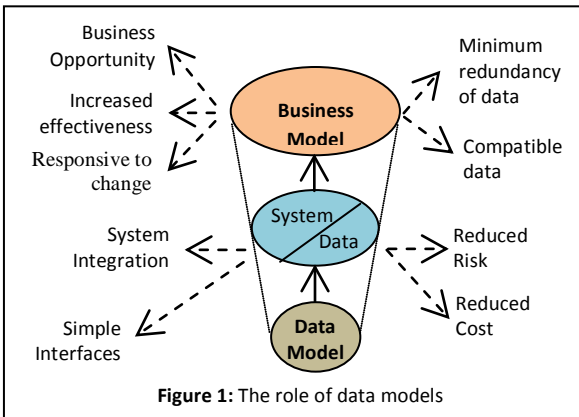 Business
Opportunity
Increased
effectiveness
Responsive to
change
Business
Model
Minimum
redundancy
of data
Compatible
data
System
Data
System
Integration
Simple
Interfaces
Reduced
Risk
Reduced
Cost
Data
Model
Figure 1: The role of data models